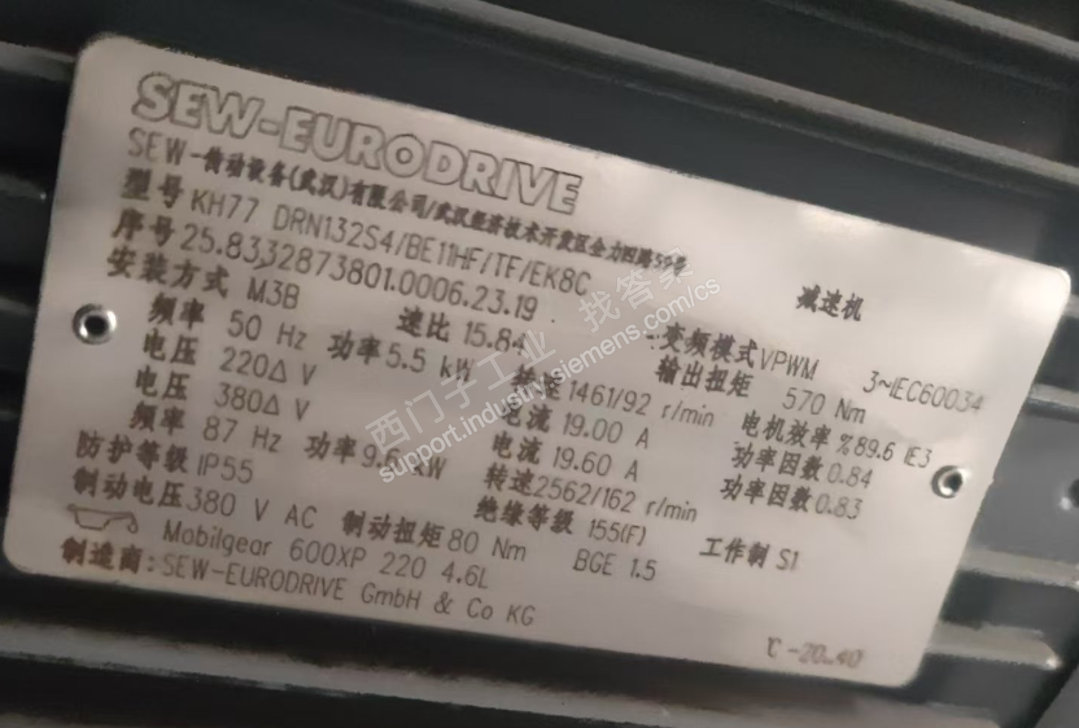 SEW-EURODRIVE
SEW-传动设备(武汉)有限公司/武汉经济技术开发区全力四路59号
型号 KH77 DRN132S4/BE11HF/TF/EK8C 减速机
序号 25.8332873801.0006.23.19 变频模式VPWM 3~IEC60034
安装方式 M3B 速比 15.84 输出扭矩 570 Nm
频率 50 Hz 功率 5.5 kW 转速 1461/92 r/min 电机效率 %89.6 E3
电压 220Δ V 电流 19.00 A 功率因数 0.84
电压 380Δ V 电流 19.60 A 功率因数 0.83
频率 87 Hz 功率 9.6 kW 转速 2562/162 r/min
防护等级 IP55 绝缘等级 155(F) 工作制 S1
制动电压 380 V AC 制动扭矩 80 Nm BGE 1.5
Mobilgear 600XP 220 4.6L
制造商: SEW-EURODRIVE GmbH & Co KG
℃ -20..40
西门子工业 找答案
support.industry.siemens.com/cs